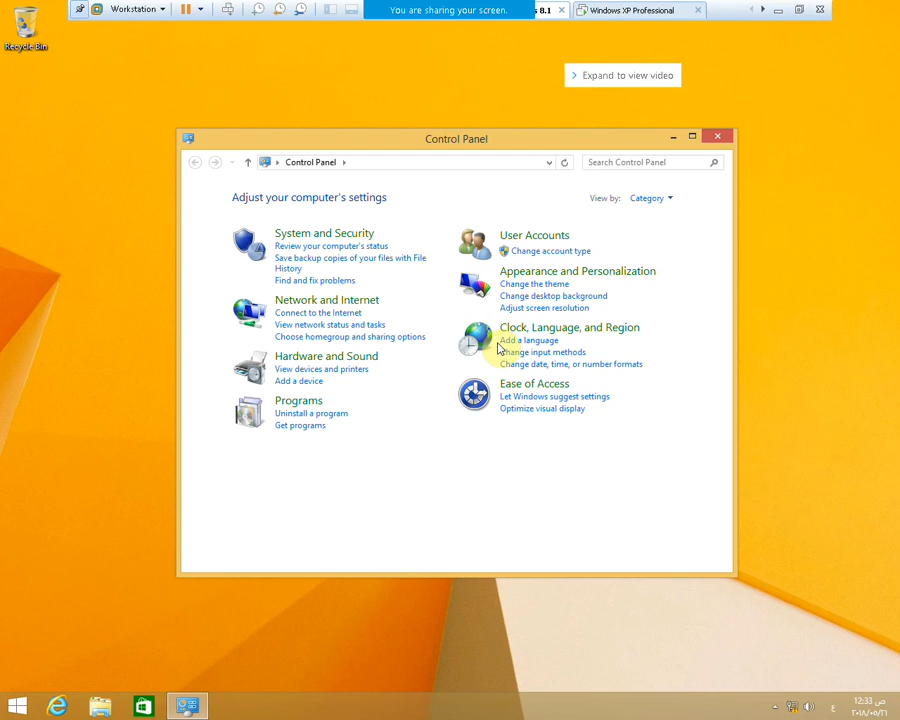 Workstation
You are sharing your screen.
8.1
Windows XP Professional
Recycle Bin
Expand to view video
Control Panel
Control Panel
Search Control Panel
Adjust your computer's settings
View by: Category
System and Security
Review your computer's status
Save backup copies of your files with File
History
Find and fix problems
Network and Internet
Connect to the Internet
View network status and tasks
Choose homegroup and sharing options
Hardware and Sound
View devices and printers
Add a device
Programs
Uninstall a program
Get programs
User Accounts
Change account type
Appearance and Personalization
Change the theme
Change desktop background
Adjust screen resolution
Clock, Language, and Region
Add a language
Change input methods
Change date, time, or number formats
Ease of Access
Let Windows suggest settings
Optimize visual display
ع
12:33 ص
٢٠١٨/٠٥/٢١